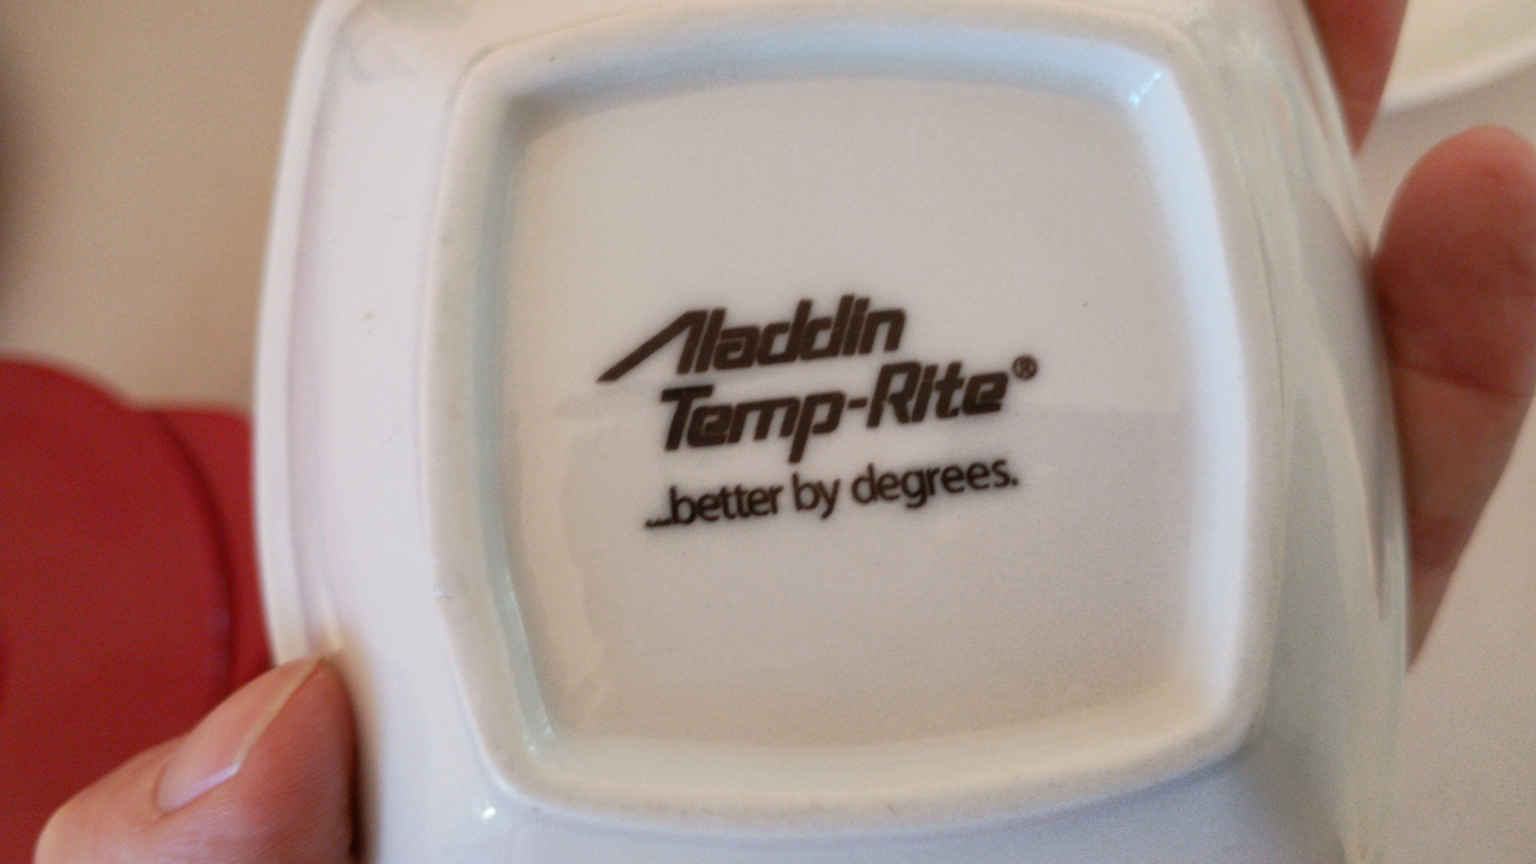 Aladdin
Temp-Rite®
...better by degrees.